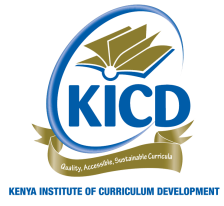 KICD
Quality, Accessible, Sustainable Curricula
KENYA INSTITUTE OF CURRICULUM DEVELOPMENT